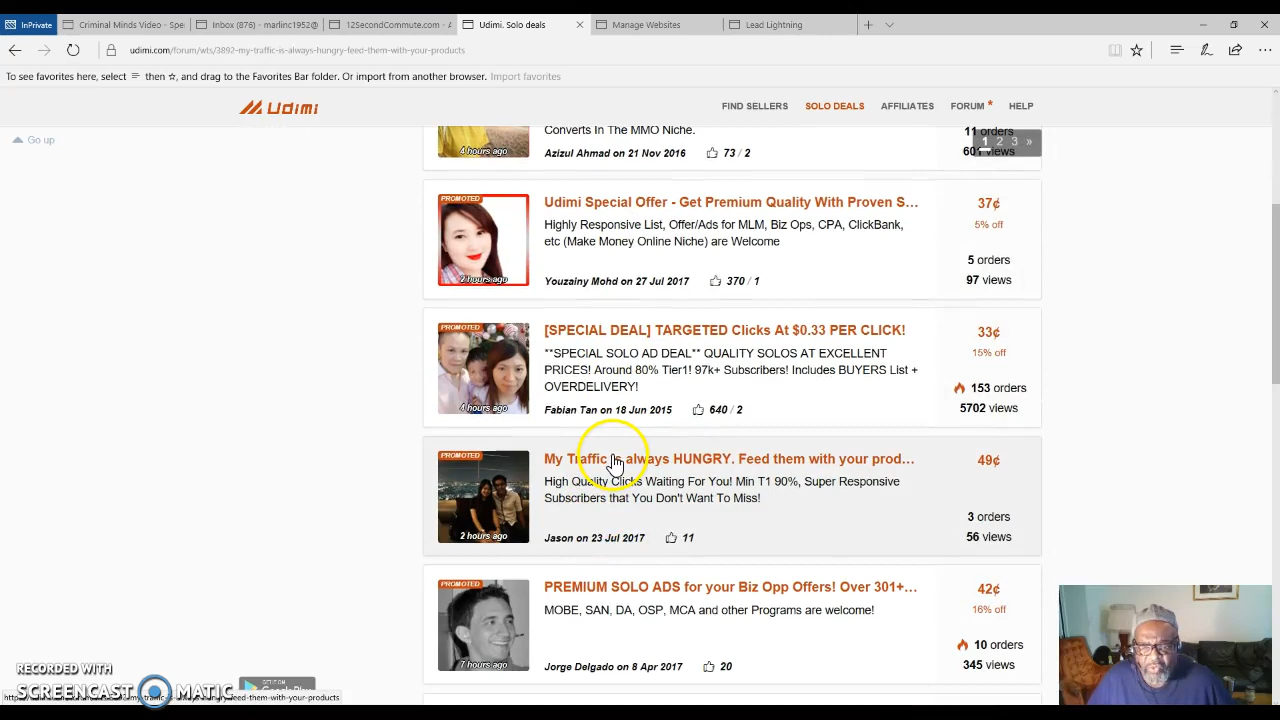 InPrivate
Criminal Minds Video - Spe
Inbox (876) - marlinc1952@
12SecondCommute.com - A
Udimi. Solo deals
Manage Websites
Lead Lightning
udimi.com/forum/wts/3892-my-traffic-is-always-hungry-feed-them-with-your-products
To see favorites here, select then ☆, and drag to the Favorites Bar folder. Or import from another browser. Import favorites
Udimi
FIND SELLERS
SOLO DEALS
AFFILIATES
FORUM *
HELP
Go up
4 hours ago
Converts In The MMO Niche.
Azizul Ahmad on 21 Nov 2016
73 / 2
11 orders
views
1 2 3 »
PROMOTED
2 hours ago
Udimi Special Offer - Get Premium Quality With Proven S...
Highly Responsive List, Offer/Ads for MLM, Biz Ops, CPA, ClickBank,
etc (Make Money Online Niche) are Welcome
Youzainy Mohd on 27 Jul 2017
370 / 1
37¢
5% off
5 orders
97 views
PROMOTED
4 hours ago
[SPECIAL DEAL] TARGETED Clicks At $0.33 PER CLICK!
**SPECIAL SOLO AD DEAL** QUALITY SOLOS AT EXCELLENT
PRICES! Around 80% Tier1! 97k+ Subscribers! Includes BUYERS List +
OVERDELIVERY!
Fabian Tan on 18 Jun 2015
640 / 2
33¢
15% off
153 orders
5702 views
PROMOTED
2 hours ago
My Traffic is always HUNGRY. Feed them with your prod...
High Quality Clicks Waiting For You! Min T1 90%, Super Responsive
Subscribers that You Don't Want To Miss!
Jason on 23 Jul 2017
11
49¢
3 orders
56 views
PROMOTED
7 hours ago
PREMIUM SOLO ADS for your Biz Opp Offers! Over 301+...
MOBE, SAN, DA, OSP, MCA and other Programs are welcome!
Jorge Delgado on 8 Apr 2017
20
42¢
16% off
10 orders
345 views
RECORDED WITH
SCREENCAST MATIC